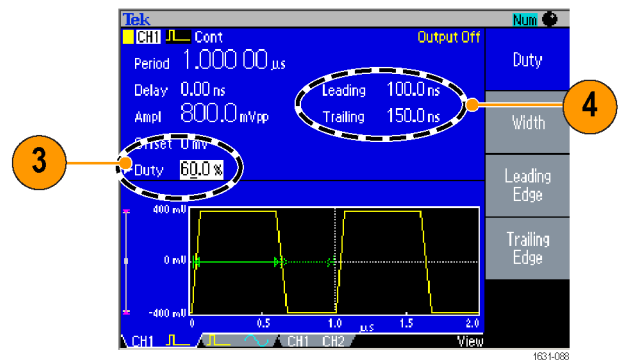 Tek Num
CH1 Cont Output Off
Period 1.000 00 µs
Duty
Delay 0.00 ns Leading 100.0 ns
Ampl 800.0 mVpp Trailing 150.0 ns
4
Width
Offset 0 mV
3
Duty 60.0 %
Leading
Edge
400 mV
Trailing
Edge
0 mV
-400 mV
0 0.5 1.0 µs 1.5 2.0
CH1 CH1 CH2 View
1631-088